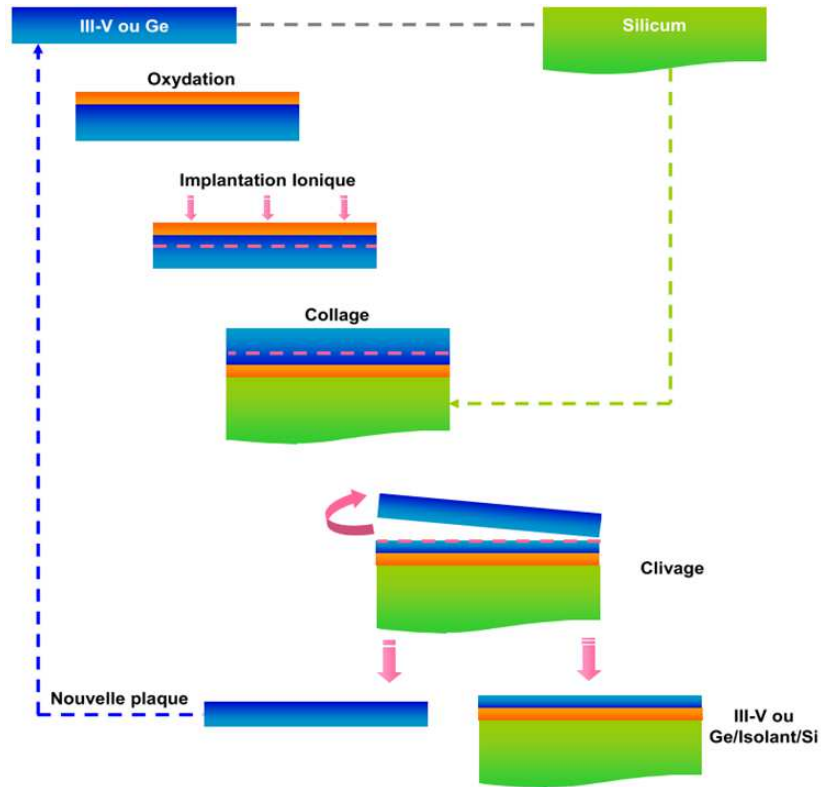 III-V ou Ge
Silicum
Oxydation
Implantation Ionique
Collage
Clivage
Nouvelle plaque
III-V ou
Ge/Isolant/Si